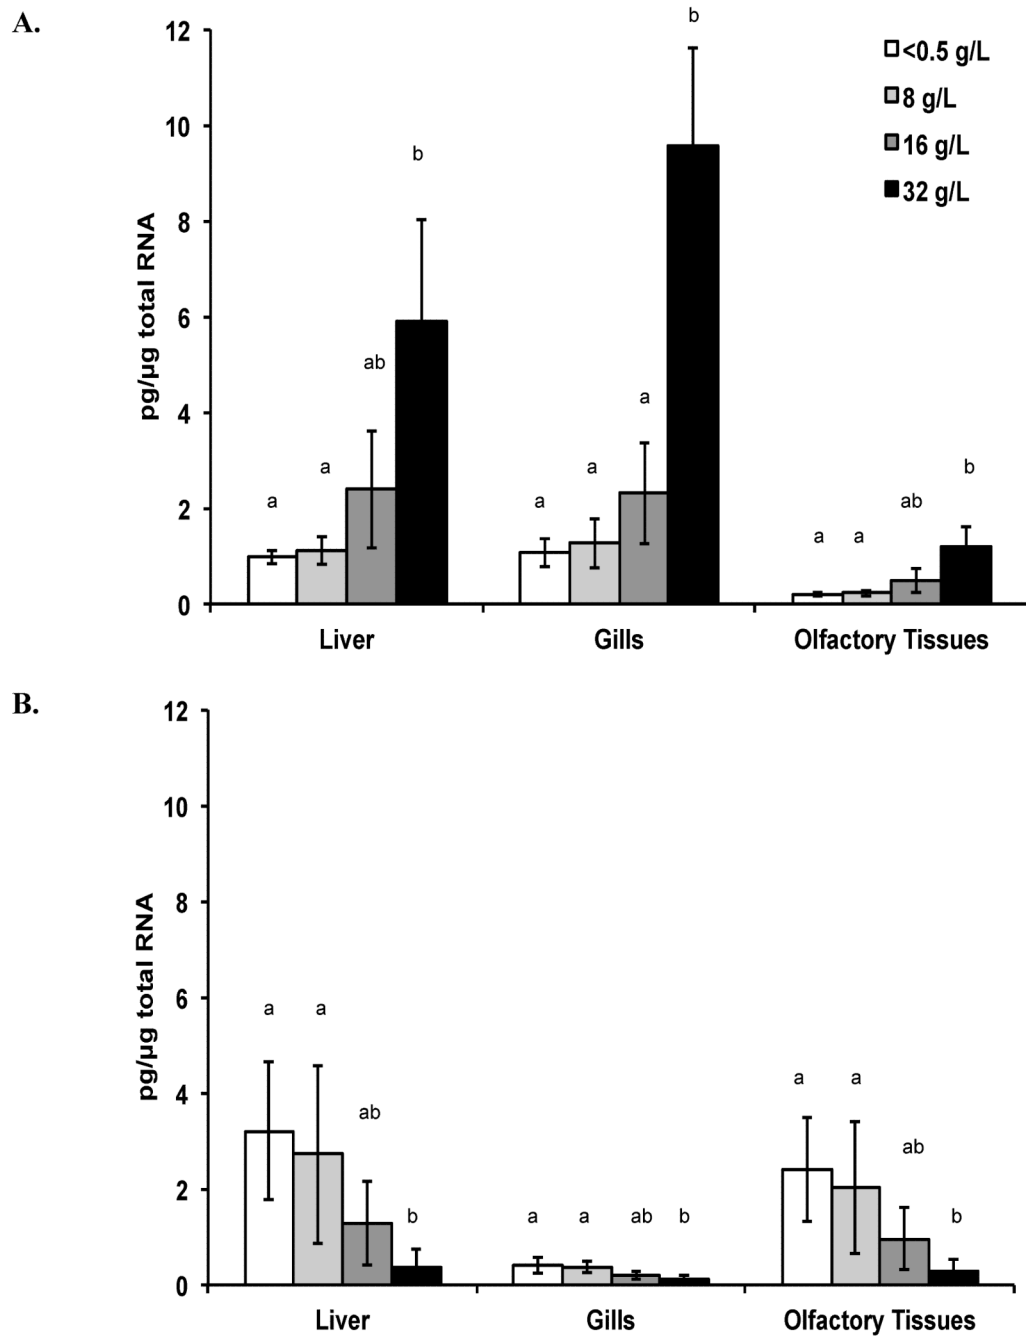 A.
12
10
8
6
4
2
0
pg/µg total RNA
<0.5 g/L
8 g/L
16 g/L
32 g/L
a
a
ab
b
a
a
a
b
a
a
ab
b
Liver
Gills
Olfactory Tissues
B.
12
10
8
6
4
2
0
pg/µg total RNA
a
a
ab
b
a
a
ab
b
a
a
ab
b
Liver
Gills
Olfactory Tissues